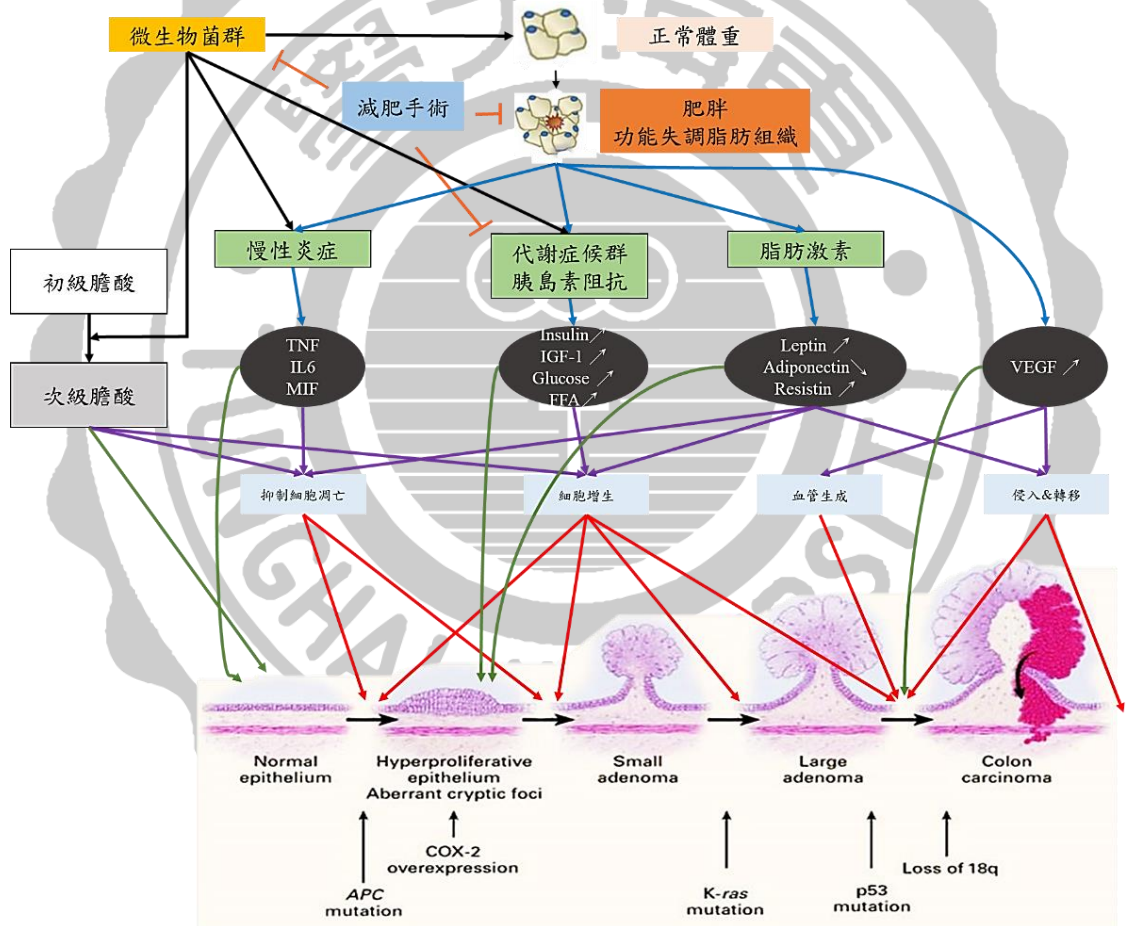 微生物菌群
正常體重
減肥手術
肥胖
功能失調脂肪組織
慢性炎症
代謝症候群
胰島素阻抗
脂肪激素
初級膽酸
次級膽酸
TNF
IL6
MIF
Insulin↗
IGF-1 ↗
Glucose ↗
FFA↗
Leptin ↗
Adiponectin↘
Resistin ↗
VEGF ↗
抑制細胞凋亡
細胞增生
血管生成
侵入&轉移
Normal
epithelium
Hyperproliferative
epithelium
Aberrant cryptic foci
Small
adenoma
Large
adenoma
Colon
carcinoma
APC
mutation
COX-2
overexpression
K-ras
mutation
p53
mutation
Loss of 18q